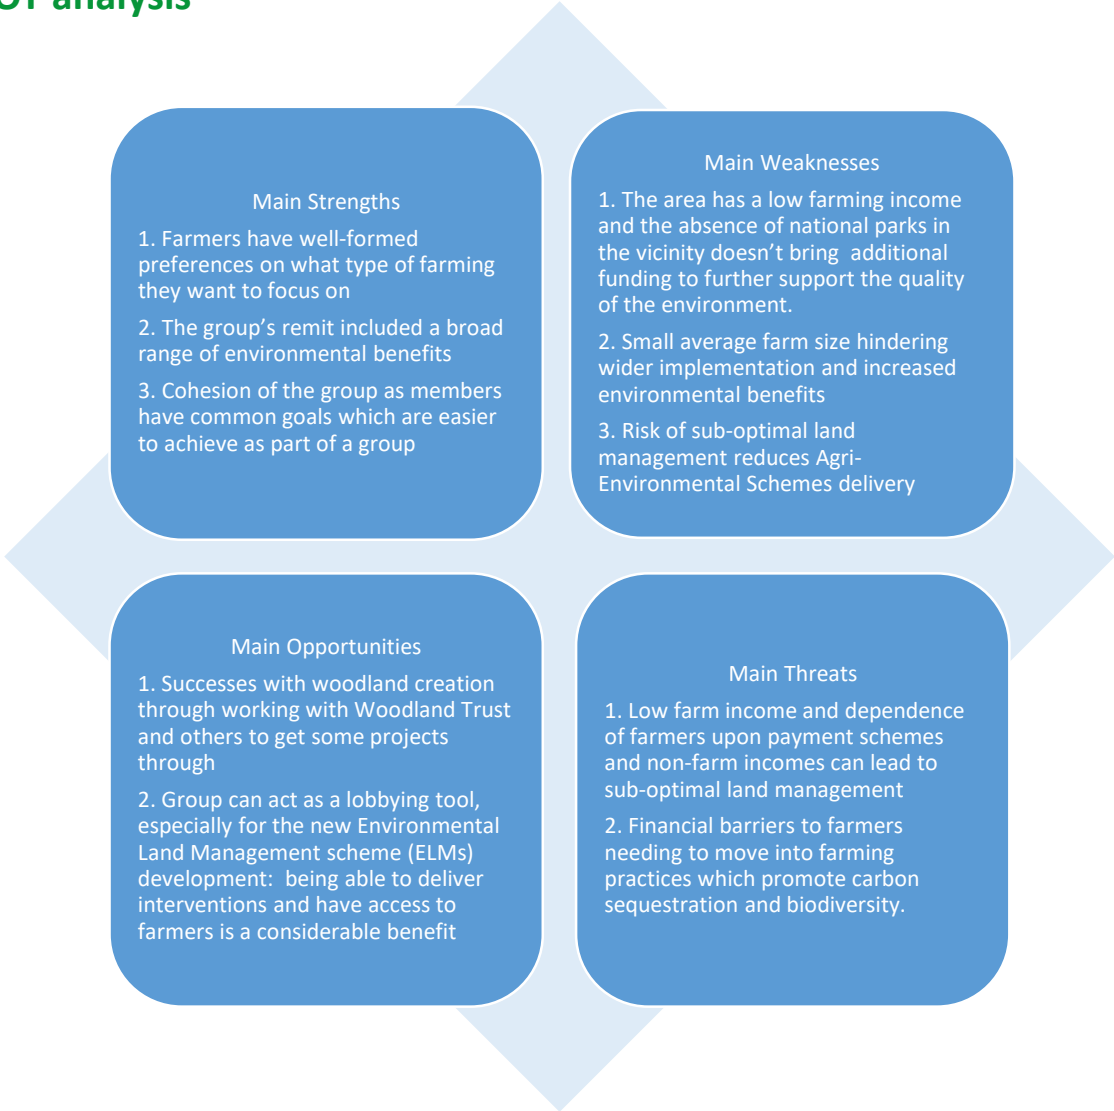 OT analysis
Main Strengths
1. Farmers have well-formed
preferences on what type of farming
they want to focus on
2. The group’s remit included a broad
range of environmental benefits
3. Cohesion of the group as members
have common goals which are easier
to achieve as part of a group
Main Weaknesses
1. The area has a low farming income
and the absence of national parks in
the vicinity doesn’t bring  additional
funding to further support the quality
of the environment.
2. Small average farm size hindering
wider implementation and increased
environmental benefits
3. Risk of sub-optimal land
management reduces Agri-
Environmental Schemes delivery
Main Opportunities
1. Successes with woodland creation
through working with Woodland Trust
and others to get some projects
through
2. Group can act as a lobbying tool,
especially for the new Environmental
Land Management scheme (ELMs)
development:  being able to deliver
interventions and have access to
farmers is a considerable benefit
Main Threats
1. Low farm income and dependence
of farmers upon payment schemes
and non-farm incomes can lead to
sub-optimal land management
2. Financial barriers to farmers
needing to move into farming
practices which promote carbon
sequestration and biodiversity.